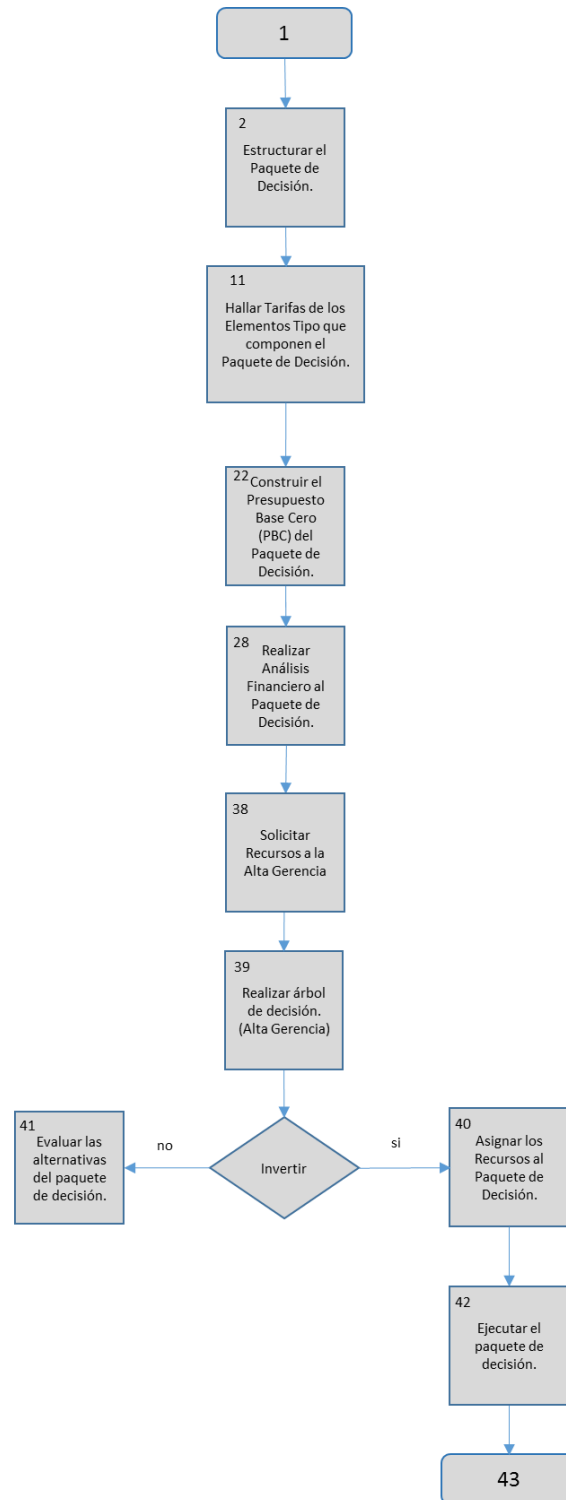 1
2
Estructurar el
Paquete de
Decisión.
11
Hallar Tarifas de los
Elementos Tipo que
componen el
Paquete de Decisión.
22
Construir el
Presupuesto
Base Cero
(PBC) del
Paquete de
Decisión.
28
Realizar
Análisis
Financiero al
Paquete de
Decisión.
38
Solicitar
Recursos a la
Alta Gerencia
39
Realizar árbol
de decisión.
(Alta Gerencia)
41
Evaluar las
alternativas
del paquete
de decisión.
no
Invertir
si
40
Asignar los
Recursos al
Paquete de
Decisión.
42
Ejecutar el
paquete de
decisión.
43